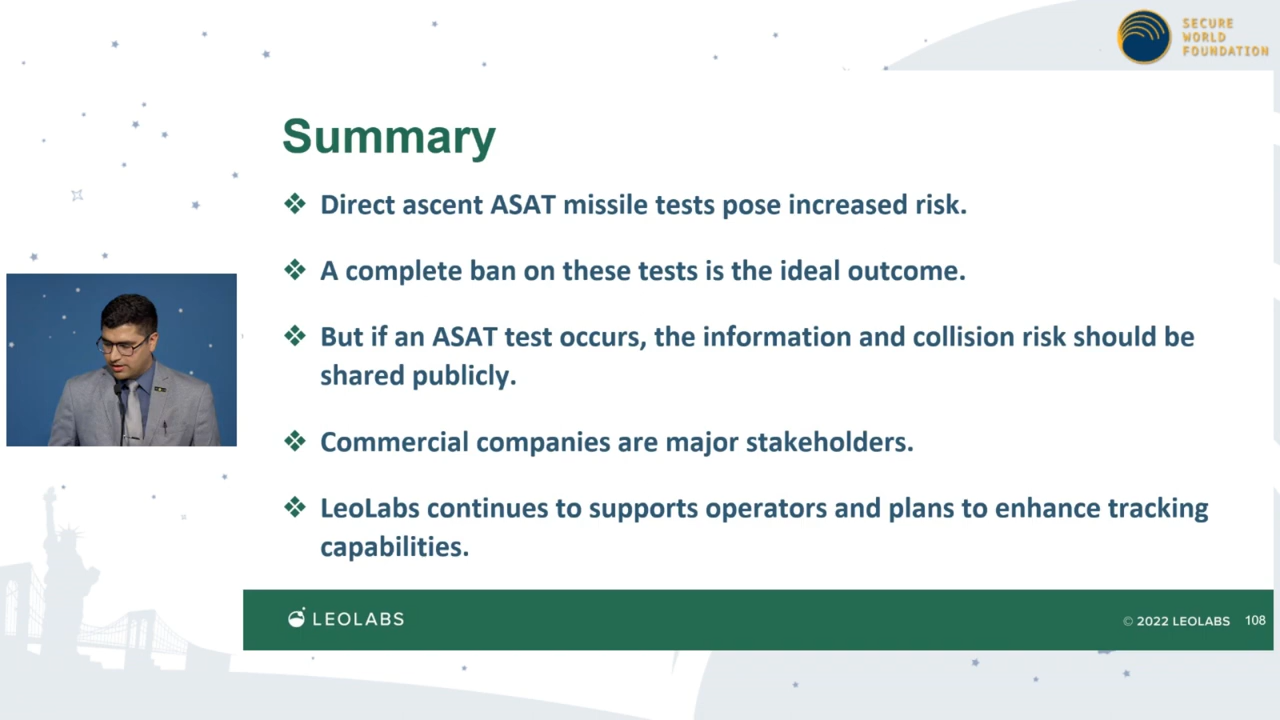 SECURE
WORLD
FOUNDATION
Summary
❖ Direct ascent ASAT missile tests pose increased risk.
❖ A complete ban on these tests is the ideal outcome.
❖ But if an ASAT test occurs, the information and collision risk should be
shared publicly.
❖ Commercial companies are major stakeholders.
❖ LeoLabs continues to supports operators and plans to enhance tracking
capabilities.
LEOLABS
© 2022 LEOLABS 108